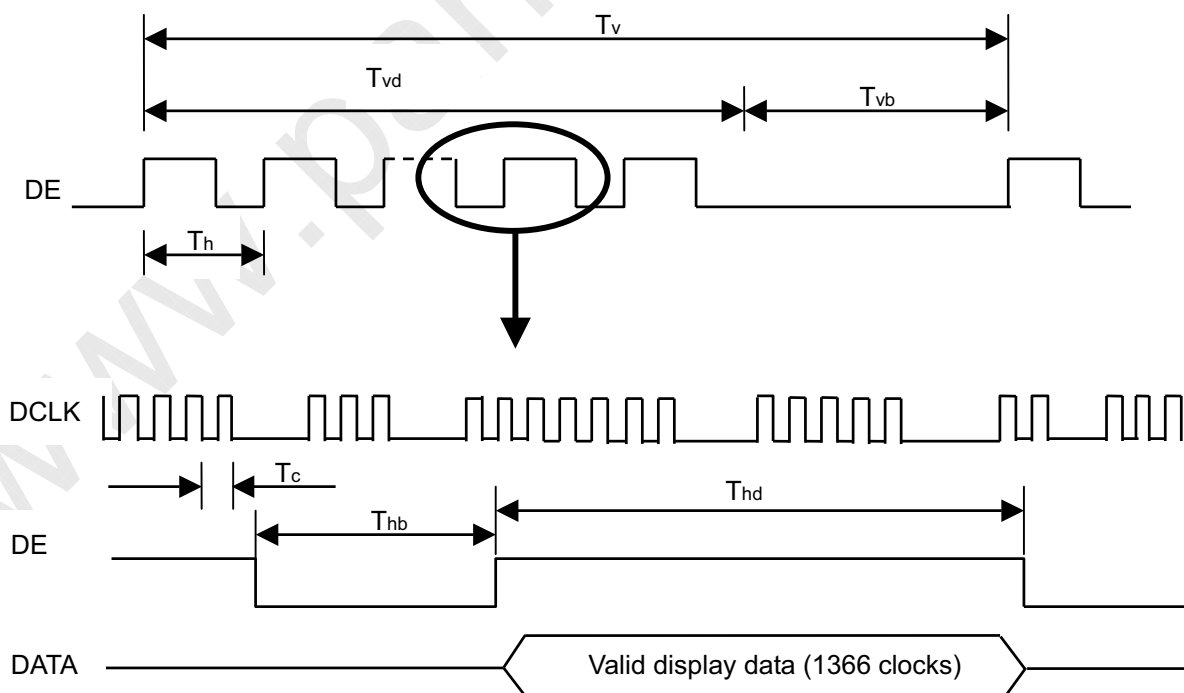 Tv
Tvd
Tvb
DE
Th
DCLK
Tc
Thd
Thb
DE
DATA
Valid display data (1366 clocks)